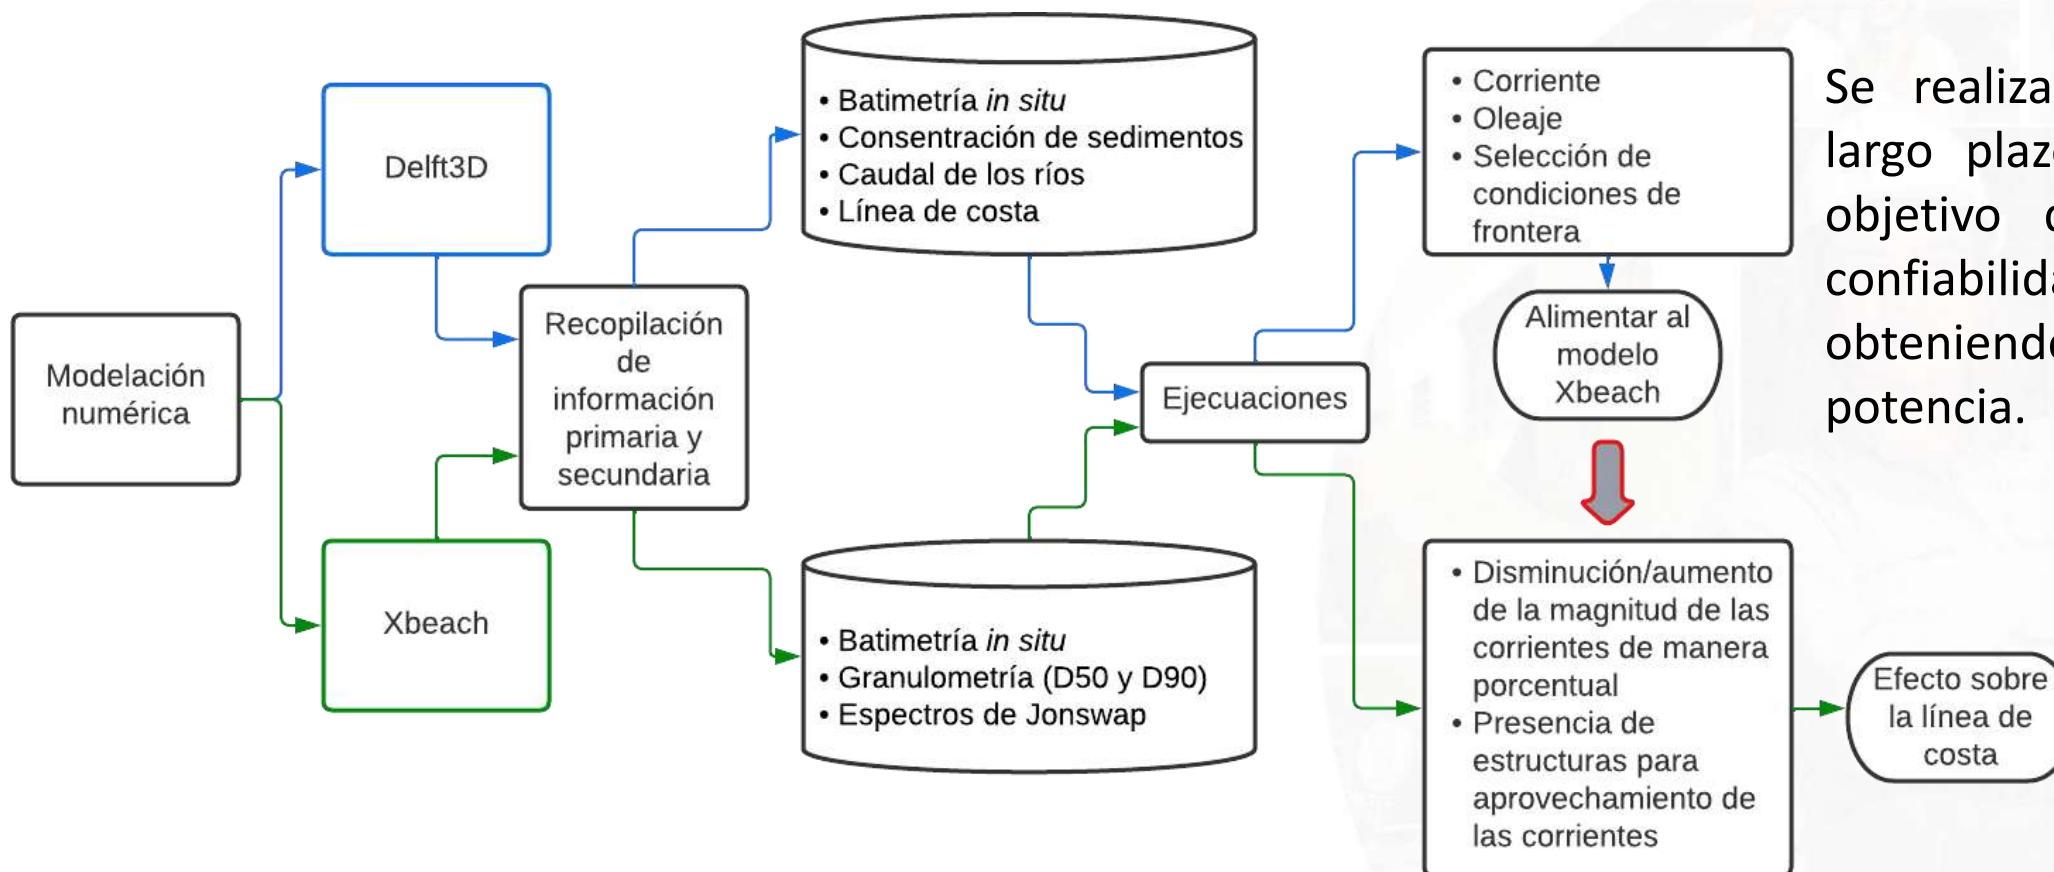 Modelación
numérica
Delft3D
Xbeach
Recopilación
de
información
primaria y
secundaria
• Batimetría in situ
• Consentración de sedimentos
• Caudal de los ríos
• Línea de costa
• Batimetría in situ
• Granulometría (D50 y D90)
• Espectros de Jonswap
Ejecuaciones
• Corriente
• Oleaje
• Selección de
condiciones de
frontera
Alimentar al
modelo
Xbeach
• Disminución/aumento
de la magnitud de las
corrientes de manera
porcentual
• Presencia de
estructuras para
aprovechamiento de
las corrientes
Efecto sobre
la línea de
costa
Se realiza
largo
objetivo
potencia.